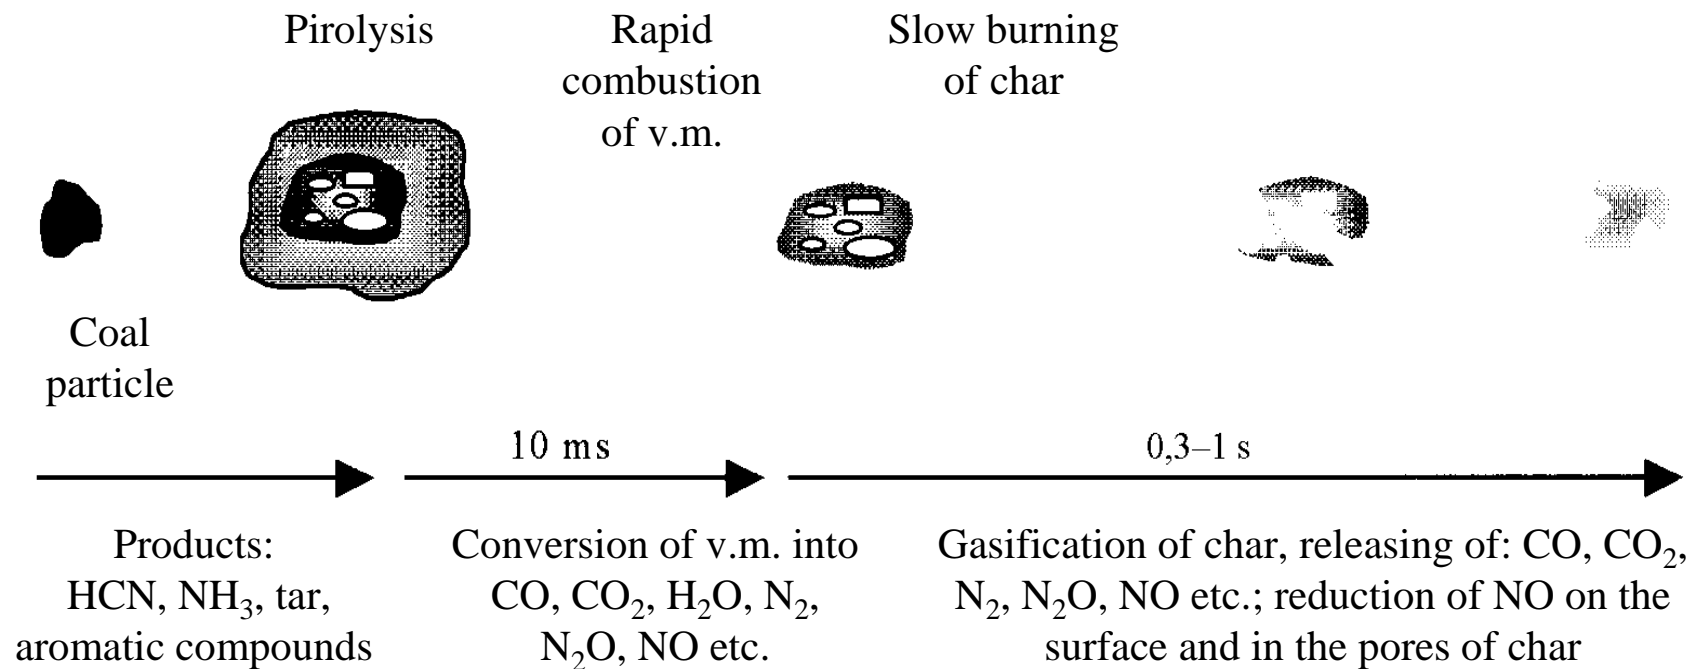 Pirolysis
Rapid
combustion
of v.m.
Slow burning
of char
Coal
particle
10 ms
0,3–1 s
Products:
HCN, NH₃, tar,
aromatic compounds
Conversion of v.m. into
CO, CO₂, H₂O, N₂,
N₂O, NO etc.
Gasification of char, releasing of: CO, CO₂,
N₂, N₂O, NO etc.; reduction of NO on the
surface and in the pores of char